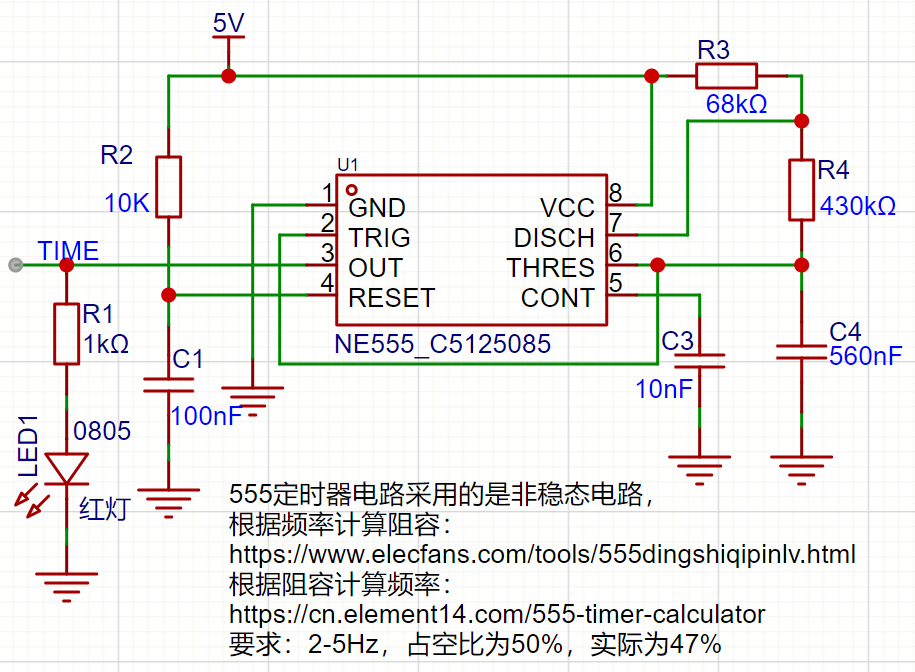 5V
R3
68kΩ
R2
10K
U1
R4
430kΩ
1
GND
2
TRIG
3
OUT
4
RESET
VCC
8
DISCH
7
THRES
6
CONT
5
TIME
NE555_C5125085
R1
1kΩ
C1
100nF
C3
10nF
C4
560nF
LED1
0805
红灯
555定时器电路采用的是非稳态电路,
根据频率计算阻容:
https://www.elecfans.com/tools/555dingshiqipinlv.html
根据阻容计算频率:
https://cn.element14.com/555-timer-calculator
要求:2-5Hz,占空比为50%,实际为47%